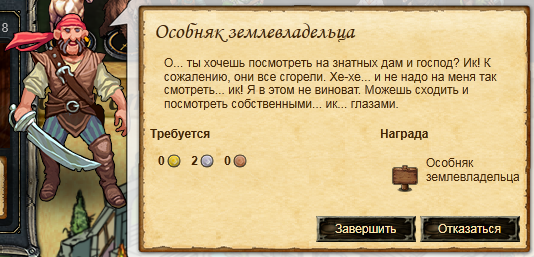 8
Особняк землевладельца
О... ты хочешь посмотреть на знатных дам и господ? Ик! К
сожалению, они все сгорели. Хе-хе... и не надо на меня так
смотреть... ик! Я в этом не виноват. Можешь сходить и
посмотреть собственными... ик... глазами.
Требуется Награда
0 2 0
Особняк
землевладельца
Завершить Отказаться